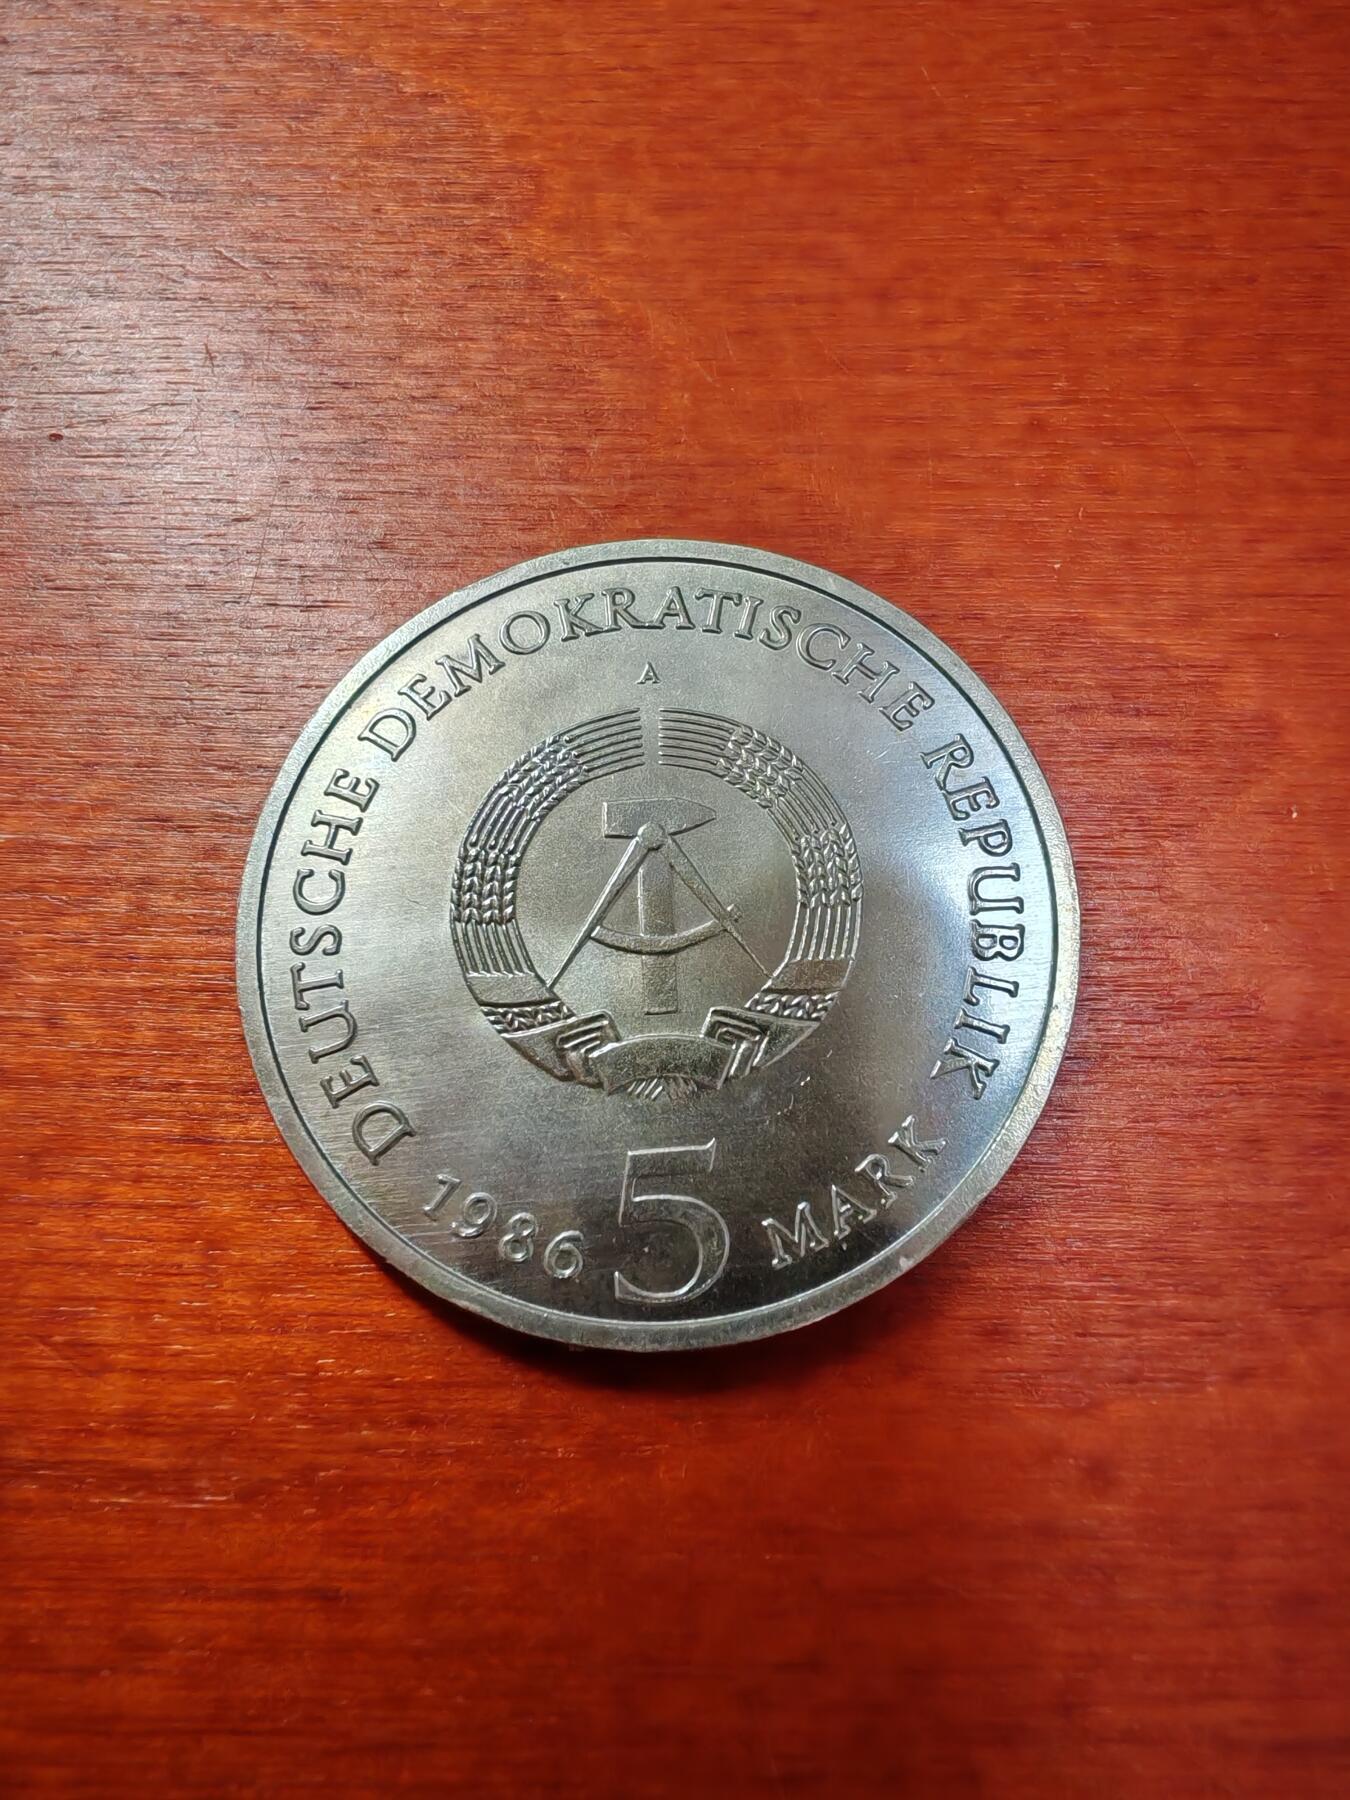 DEUTSCHE DEMOKRATISCHE REPUBLIK
A
1986 5 MARK